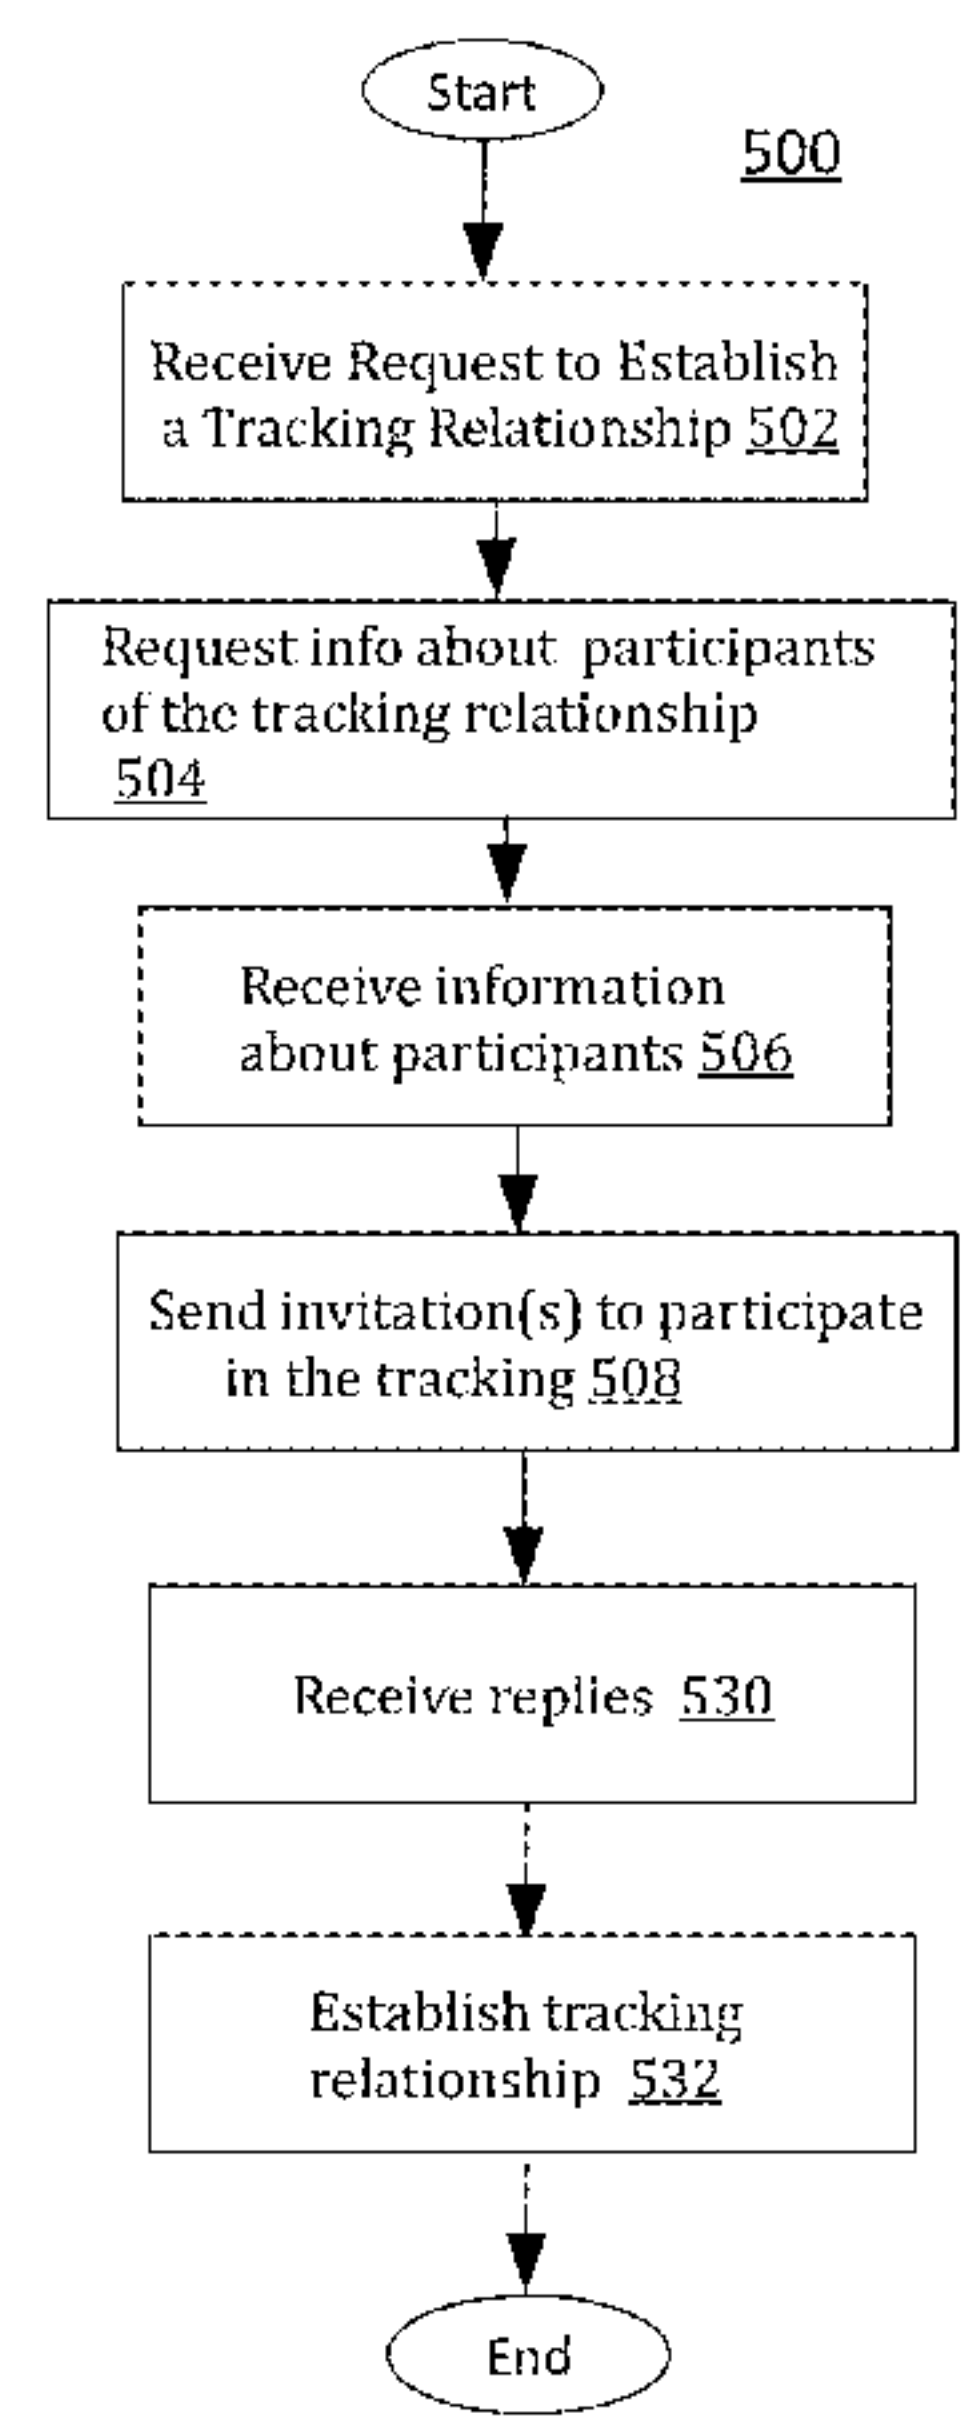 Start
500
Receive Request to Establish
a Tracking Relationship 502
Request info about participants
of the tracking relationship
504
Receive information
about participants 506
Send invitation(s) to participate
in the tracking 508
Receive replies 530
Establish tracking
relationship 532
End